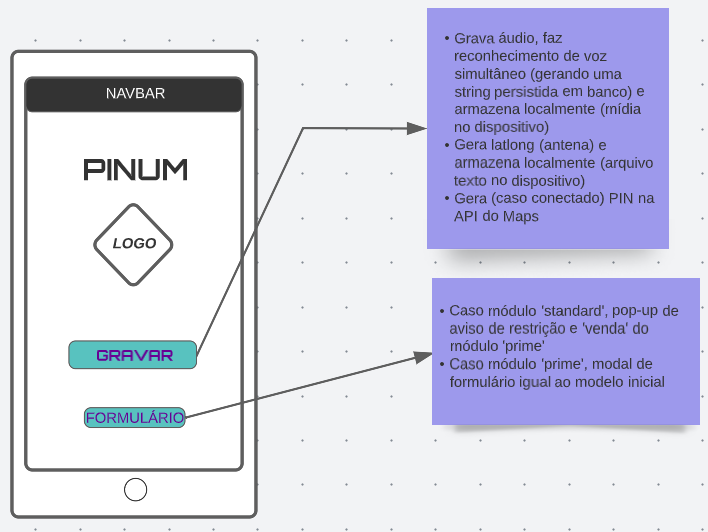 NAVBAR
PINUM
LOGO
GRAVAR
FORMULÁRIO
• Grava áudio, faz
reconhecimento de voz
simultâneo (gerando uma
string persistida em banco) e
armazena localmente (mídia
no dispositivo)
• Gera latlong (antena) e
armazena localmente (arquivo
texto no dispositivo)
• Gera (caso conectado) PIN na
API do Maps
• Caso módulo 'standard', pop-up de
aviso de restrição e 'venda' do
módulo 'prime'
• Caso módulo 'prime', modal de
formulário igual ao modelo inicial